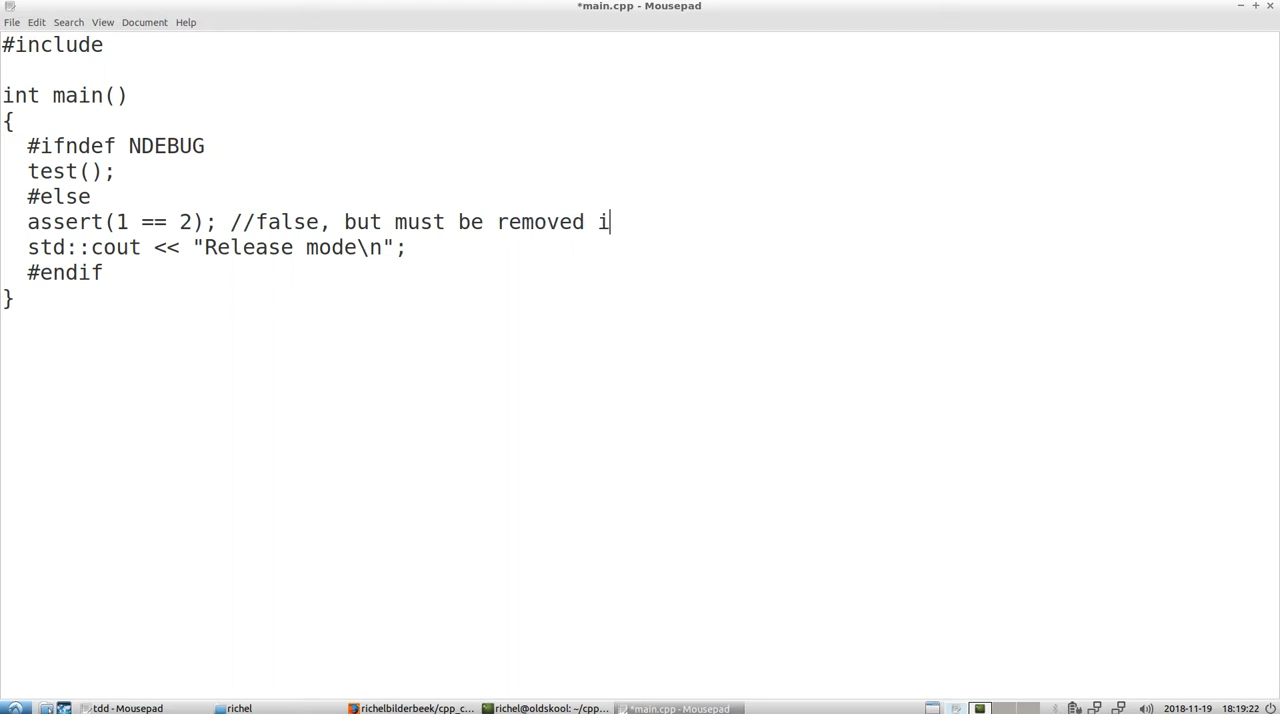 *main.cpp - Mousepad
File Edit Search View Document Help
#include
int main()
{
#ifndef NDEBUG
test();
#else
assert(1 == 2); //false, but must be removed i
std::cout << "Release mode\n";
#endif
}
tdd - Mousepad richel richelbilderbeek/cpp_c... richel@oldskool: ~/cpp... *main.cpp - Mousepad 2018-11-19 18:19:22